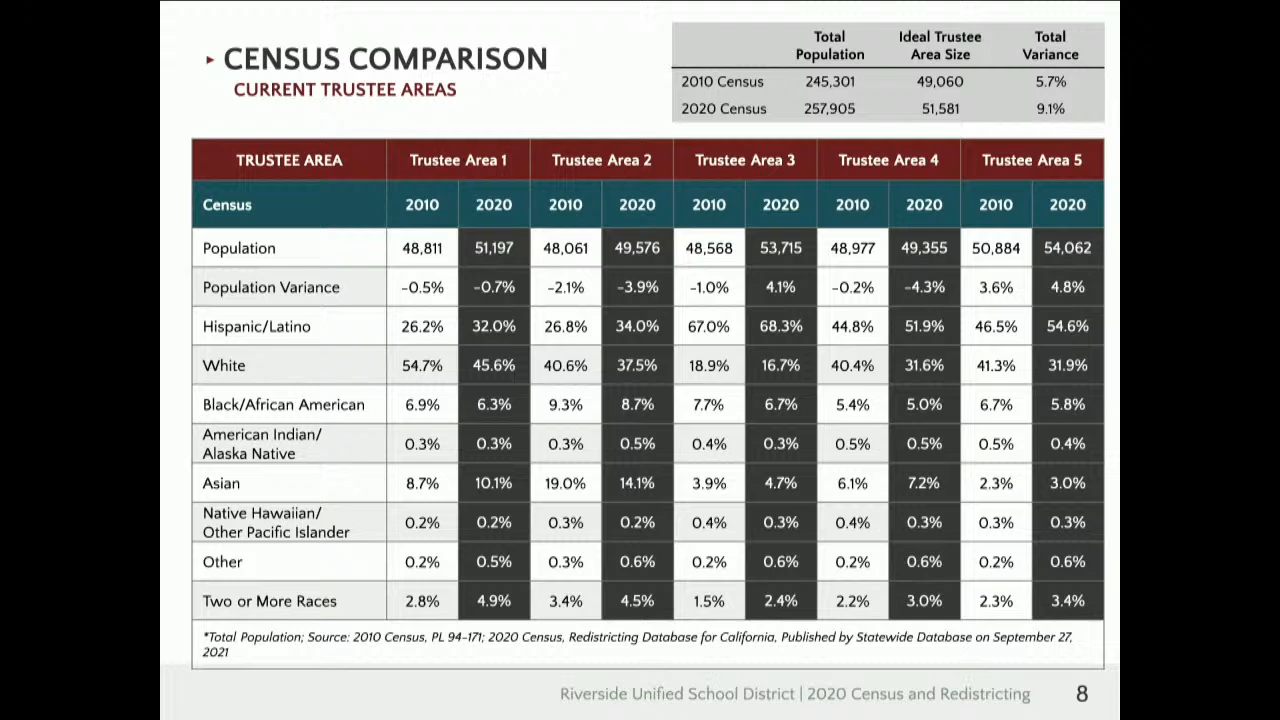 ▸ CENSUS COMPARISON
CURRENT TRUSTEE AREAS
Total Population Ideal Trustee Area Size Total Variance
2010 Census 245,301 49,060 5.7%
2020 Census 257,905 51,581 9.1%
TRUSTEE AREA Trustee Area 1 Trustee Area 2 Trustee Area 3 Trustee Area 4 Trustee Area 5
Census 2010 2020 2010 2020 2010 2020 2010 2020 2010 2020
Population 48,811 51,197 48,061 49,576 48,568 53,715 48,977 49,355 50,884 54,062
Population Variance -0.5% -0.7% -2.1% -3.9% -1.0% 4.1% -0.2% -4.3% 3.6% 4.8%
Hispanic/Latino 26.2% 32.0% 26.8% 34.0% 67.0% 68.3% 44.8% 51.9% 46.5% 54.6%
White 54.7% 45.6% 40.6% 37.5% 18.9% 16.7% 40.4% 31.6% 41.3% 31.9%
Black/African American 6.9% 6.3% 9.3% 8.7% 7.7% 6.7% 5.4% 5.0% 6.7% 5.8%
American Indian/
Alaska Native 0.3% 0.3% 0.3% 0.5% 0.4% 0.3% 0.5% 0.5% 0.5% 0.4%
Asian 8.7% 10.1% 19.0% 14.1% 3.9% 4.7% 6.1% 7.2% 2.3% 3.0%
Native Hawaiian/
Other Pacific Islander 0.2% 0.2% 0.3% 0.2% 0.4% 0.3% 0.4% 0.3% 0.3% 0.3%
Other 0.2% 0.5% 0.3% 0.6% 0.2% 0.6% 0.2% 0.6% 0.2% 0.6%
Two or More Races 2.8% 4.9% 3.4% 4.5% 1.5% 2.4% 2.2% 3.0% 2.3% 3.4%
*Total Population; Source: 2010 Census, PL 94-171; 2020 Census, Redistricting Database for California, Published by Statewide Database on September 27,
2021
Riverside Unified School District | 2020 Census and Redistricting 8